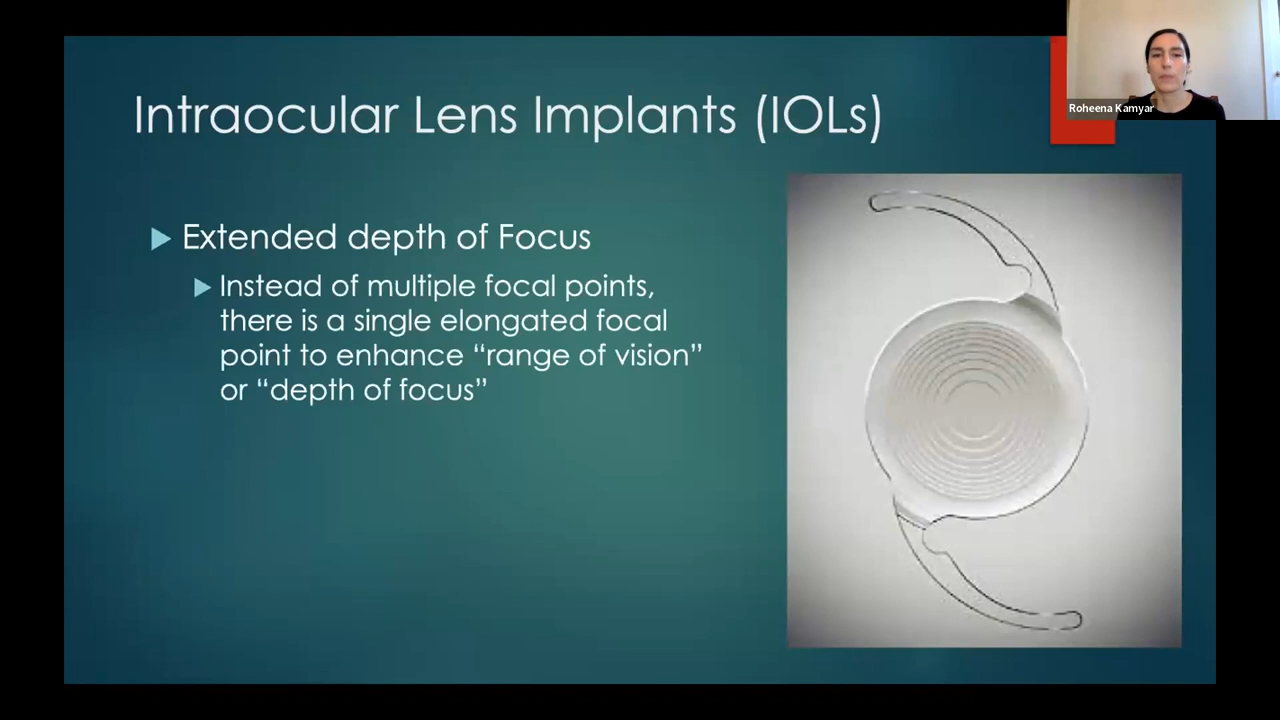 Intraocular Lens Implants (IOLs)
Roheena Kamyar
Extended depth of Focus
Instead of multiple focal points,
there is a single elongated focal
point to enhance “range of vision”
or “depth of focus”